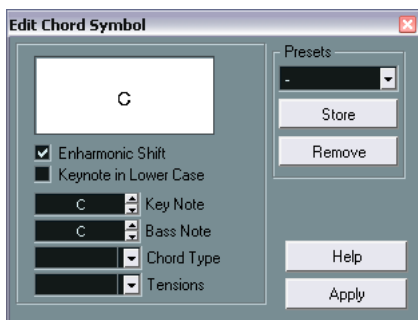 Edit Chord Symbol
C
Enharmonic Shift
Keynote in Lower Case
C Key Note
C Bass Note
Chord Type
Tensions
Presets
-
Store
Remove
Help
Apply